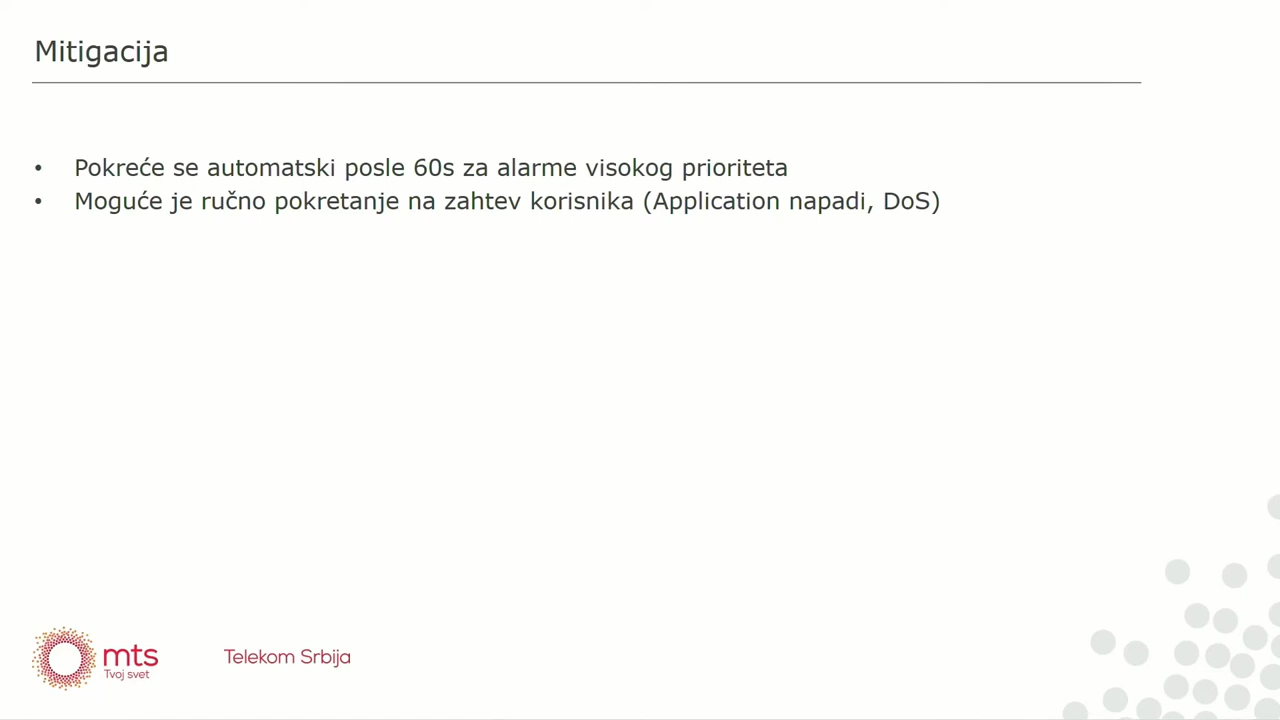 Mitigacija
• Pokreće se automatski posle 60s za alarme visokog prioriteta
• Moguće je ručno pokretanje na zahtev korisnika (Application napadi, DoS)
mts
Tvoj svet
Telekom Srbija